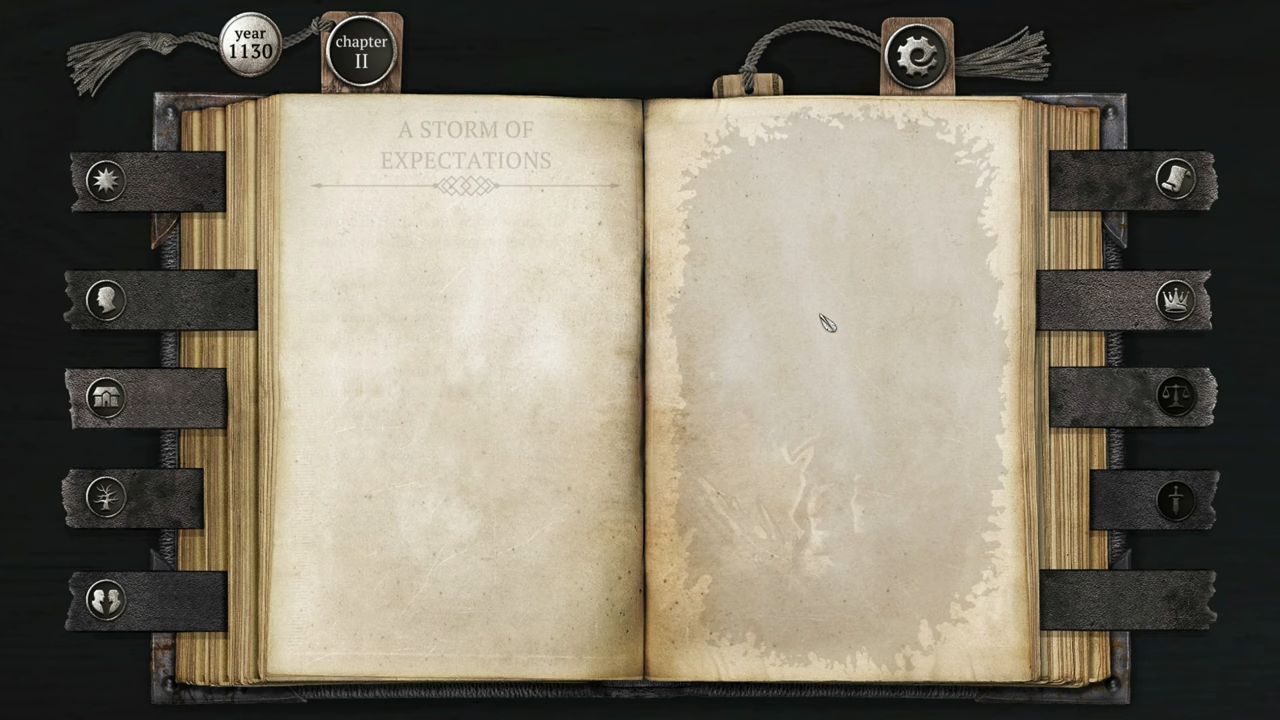 year
1130
chapter
II
A STORM OF
EXPECTATIONS